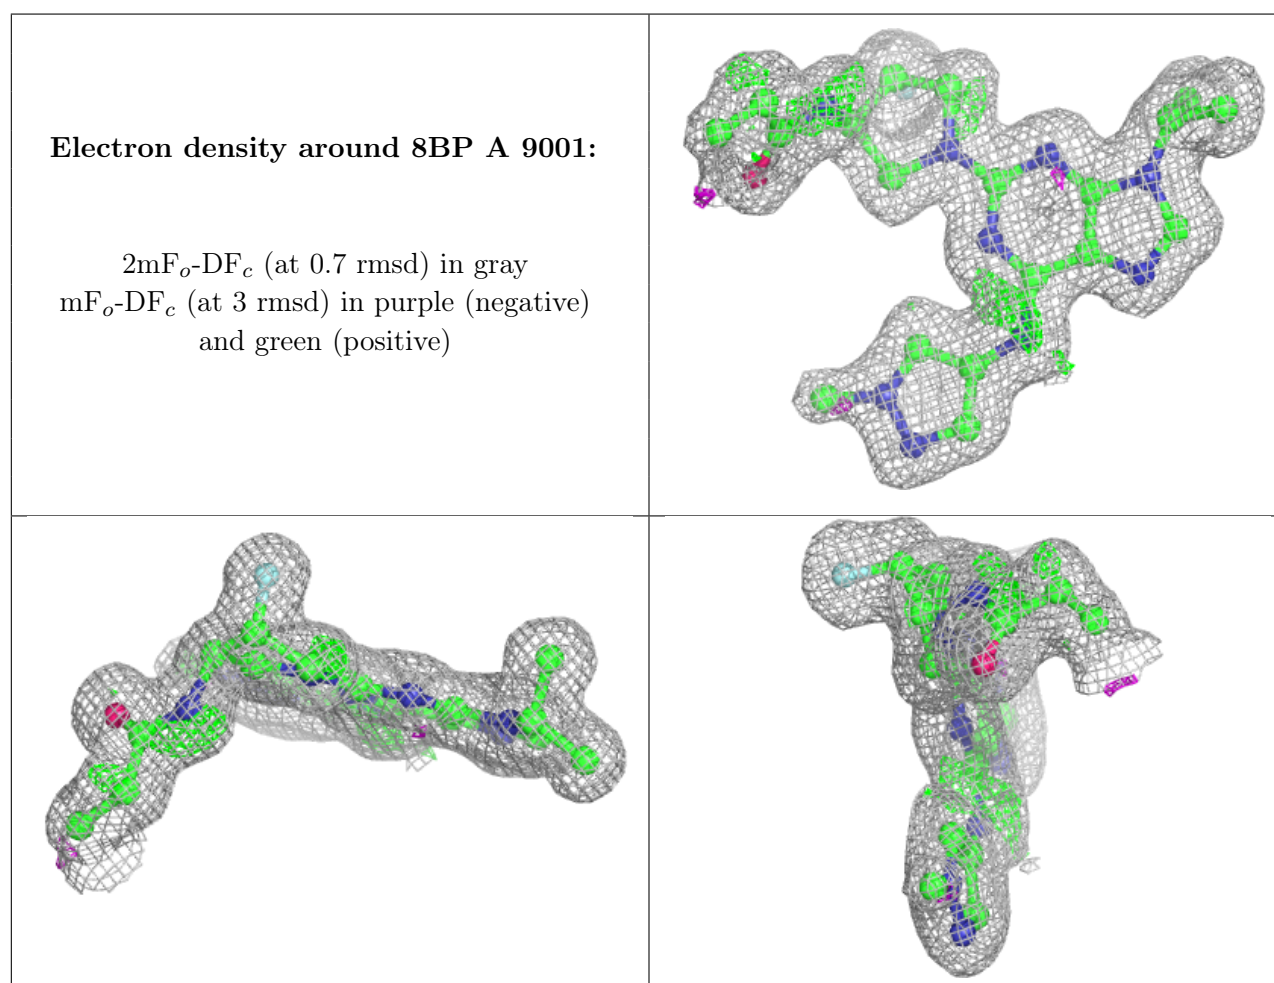 Electron density around 8BP A 9001:
2mFo-DFc (at 0.7 rmsd) in gray
mFo-DFc (at 3 rmsd) in purple (negative)
and green (positive)